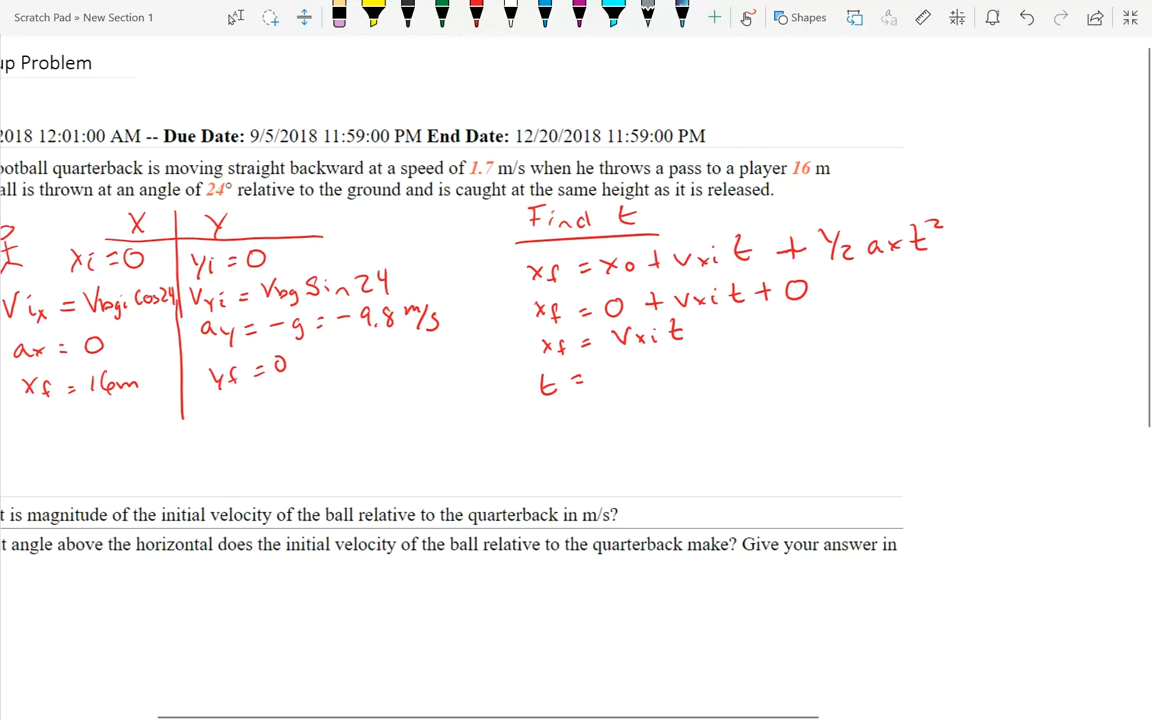 Scratch Pad » New Section 1
Shapes
up Problem
2018 12:01:00 AM -- Due Date: 9/5/2018 11:59:00 PM End Date: 12/20/2018 11:59:00 PM
ootball quarterback is moving straight backward at a speed of 1.7 m/s when he throws a pass to a player 16 m
all is thrown at an angle of 24° relative to the ground and is caught at the same height as it is released.
X Y
xi = 0 yi = 0
Vix = Vbgi Cos24 Vyi = Vbg Sin 24
ax = 0 ay = -g = -9.8 m/s
xf = 16m yf = 0
Find t
xf = x0 + vxi t + 1/2 axt²
xf = 0 + vxi t + 0
xf = Vxi t
t =
t is magnitude of the initial velocity of the ball relative to the quarterback in m/s?
t angle above the horizontal does the initial velocity of the ball relative to the quarterback make? Give your answer in